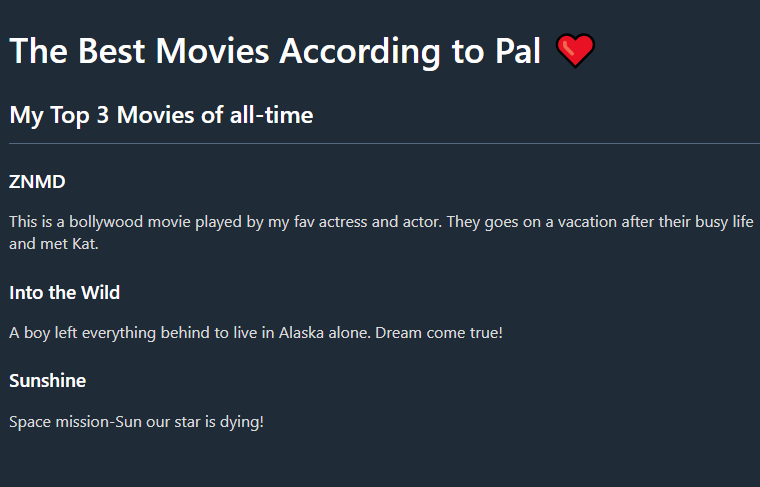 The Best Movies According to Pal ❤️
My Top 3 Movies of all-time
ZNMD
This is a bollywood movie played by my fav actress and actor. They goes on a vacation after their busy life
and met Kat.
Into the Wild
A boy left everything behind to live in Alaska alone. Dream come true!
Sunshine
Space mission-Sun our star is dying!